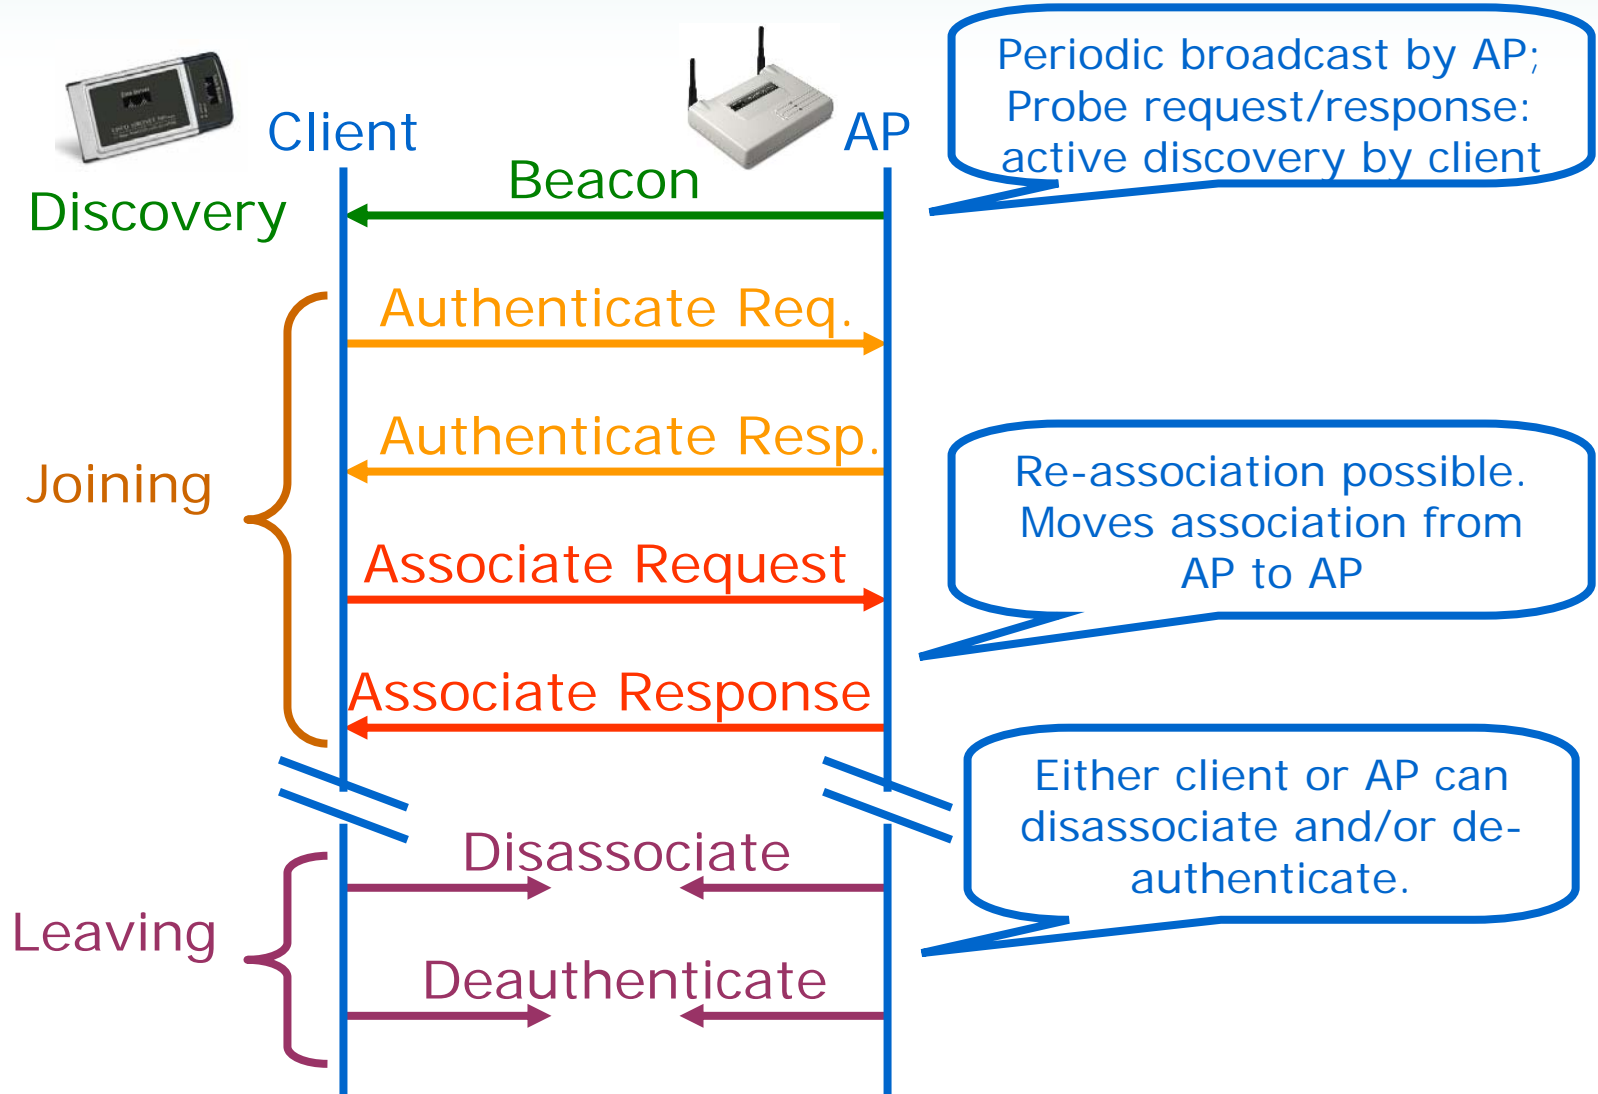 Periodic broadcast by AP;
Probe request/response:
active discovery by client
Client
AP
Beacon
Discovery
Authenticate Req.
Authenticate Resp.
Joining
Re-association possible.
Moves association from
AP to AP
Associate Request
Associate Response
Either client or AP can
disassociate and/or de-
authenticate.
Disassociate
Leaving
Deauthenticate